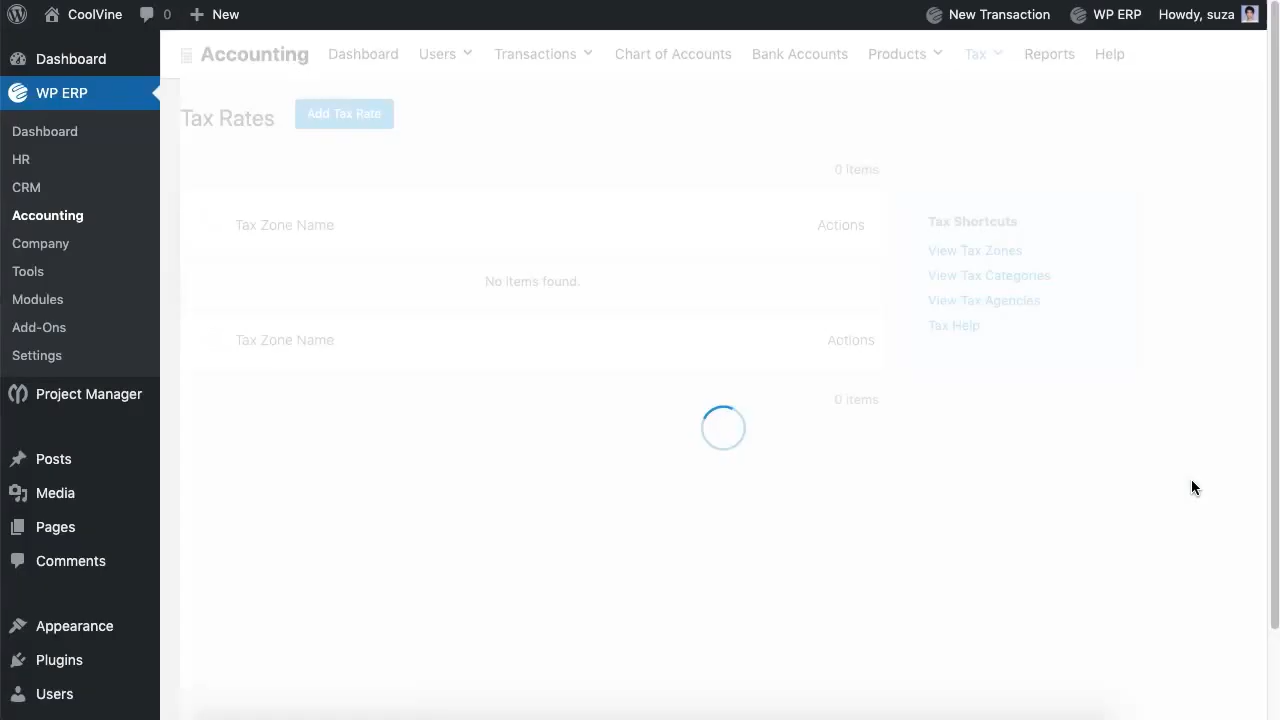 CoolVine 0 New New Transaction WP ERP Howdy, suza
Dashboard
WP ERP
Dashboard
HR
CRM
Accounting
Company
Tools
Modules
Add-Ons
Settings
Project Manager
Posts
Media
Pages
Comments
Appearance
Plugins
Users
Accounting Dashboard Users Transactions Chart of Accounts Bank Accounts Products Tax Reports Help
Tax Rates Add Tax Rate
0 items
Tax Zone Name Actions
No items found.
Tax Zone Name Actions
0 items
Tax Shortcuts
View Tax Zones
View Tax Categories
View Tax Agencies
Tax Help